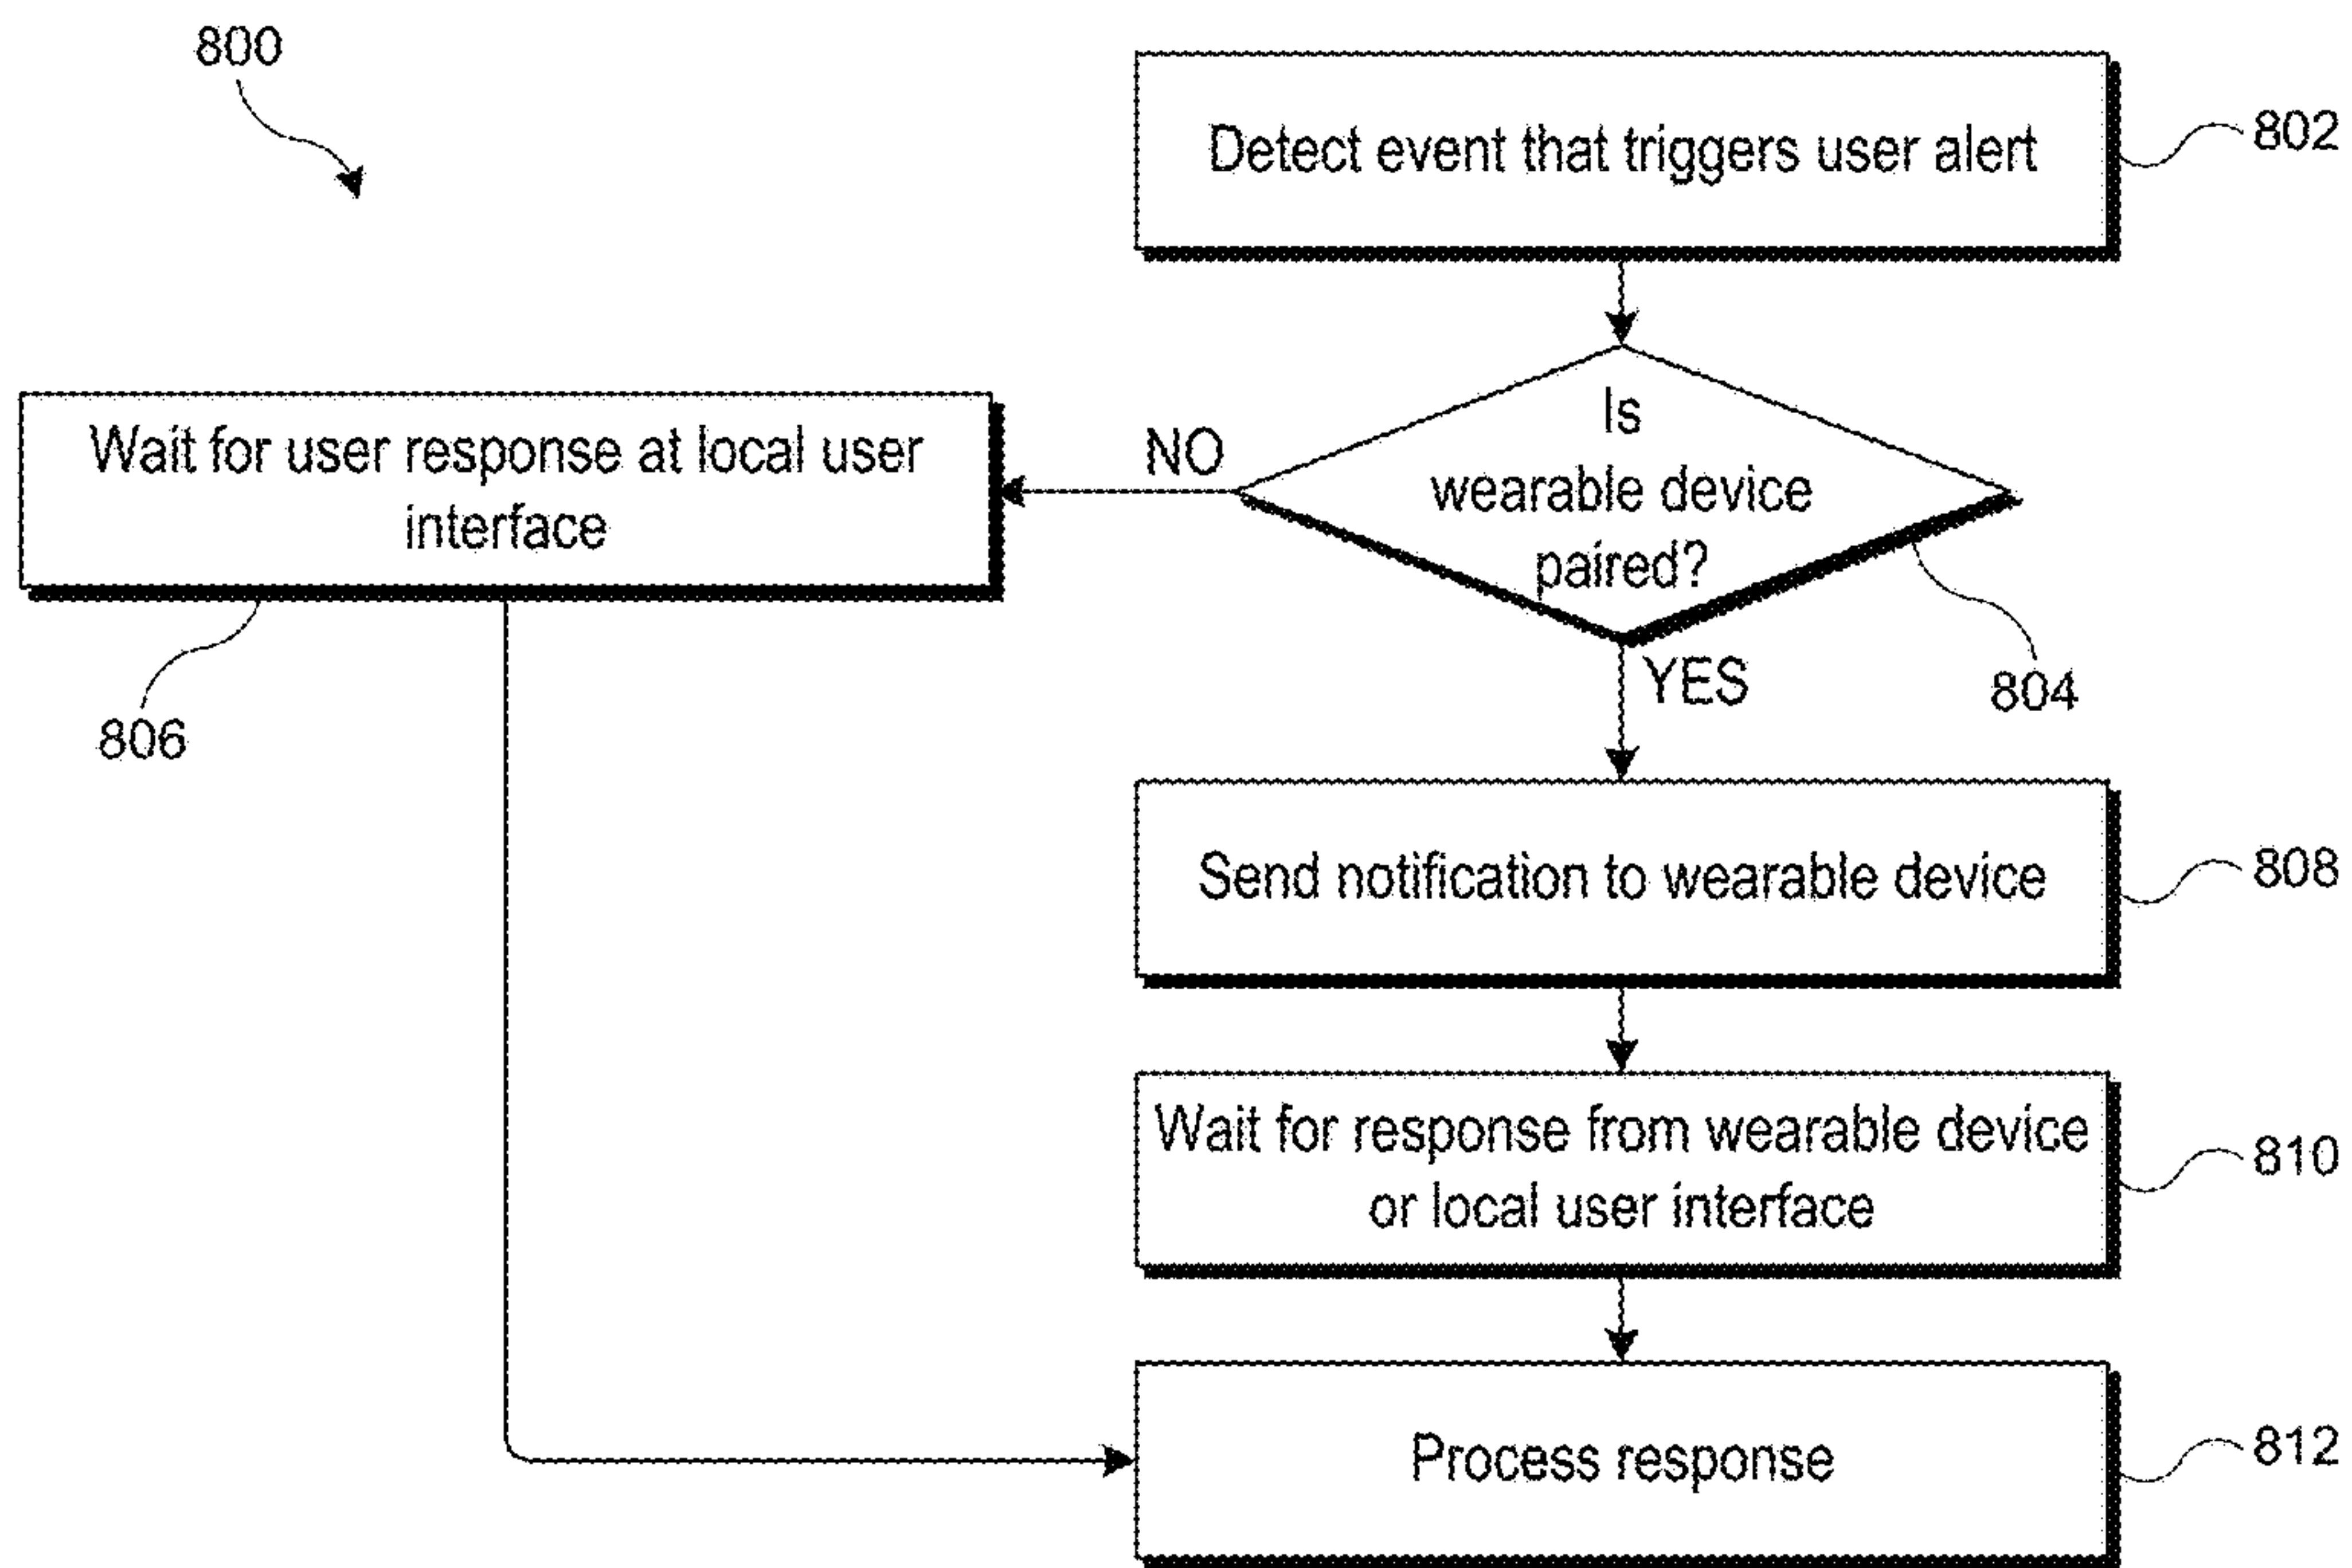 800
Detect event that triggers user alert
802
Is
wearable device
paired?
NO
Wait for user response at local user
interface
YES
804
806
Send notification to wearable device
808
Wait for response from wearable device
or local user interface
810
Process response
812